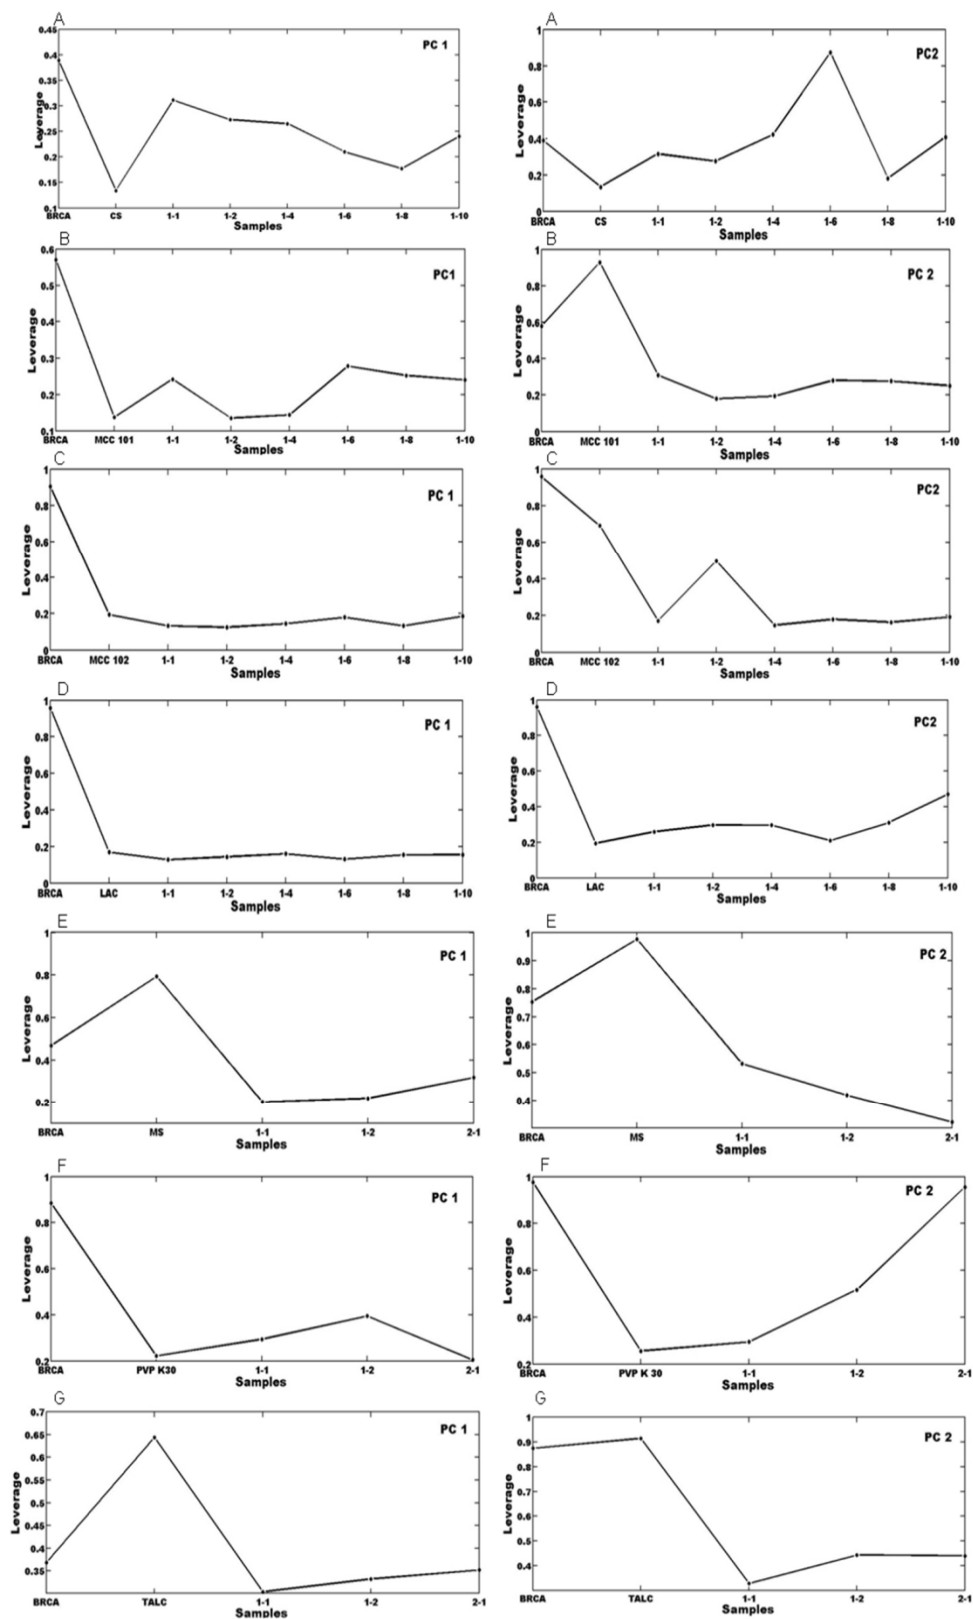 A
PC 1
0.45
0.4
0.35
0.3
0.25
0.2
0.15
0.1
Leverage
BRCA CS 1-1 1-2 1-4 1-6 1-8 1-10
Samples
A
PC2
1
0.8
0.6
0.4
0.2
0
Leverage
BRCA CS 1-1 1-2 1-4 1-6 1-8 1-10
Samples
B
PC1
0.6
0.5
0.4
0.3
0.2
0.1
Leverage
BRCA MCC 101 1-1 1-2 1-4 1-6 1-8 1-10
Samples
B
PC 2
1
0.8
0.6
0.4
0.2
0
Leverage
BRCA MCC 101 1-1 1-2 1-4 1-6 1-8 1-10
Samples
C
PC 1
1
0.8
0.6
0.4
0.2
0
Leverage
BRCA MCC 102 1-1 1-2 1-4 1-6 1-8 1-10
Samples
C
PC2
1
0.8
0.6
0.4
0.2
0
Leverage
BRCA MCC 102 1-1 1-2 1-4 1-6 1-8 1-10
Samples
D
PC 1
1
0.8
0.6
0.4
0.2
0
Leverage
BRCA LAC 1-1 1-2 1-4 1-6 1-8 1-10
Samples
D
PC2
1
0.8
0.6
0.4
0.2
0
Leverage
BRCA LAC 1-1 1-2 1-4 1-6 1-8 1-10
Samples
E
PC 1
1
0.8
0.6
0.4
0.2
Leverage
BRCA MS 1-1 1-2 2-1
Samples
E
PC 2
1
0.9
0.8
0.7
0.6
0.5
0.4
Leverage
BRCA MS 1-1 1-2 2-1
Samples
F
PC 1
1
0.8
0.6
0.4
0.2
Leverage
BRCA PVP K30 1-1 1-2 2-1
Samples
F
PC 2
1
0.8
0.6
0.4
0.2
Leverage
BRCA PVP K 30 1-1 1-2 2-1
Samples
G
PC 1
0.7
0.65
0.6
0.55
0.5
0.45
0.4
0.35
Leverage
BRCA TALC 1-1 1-2 2-1
Samples
G
PC 2
1
0.9
0.8
0.7
0.6
0.5
0.4
Leverage
BRCA TALC 1-1 1-2 2-1
Samples